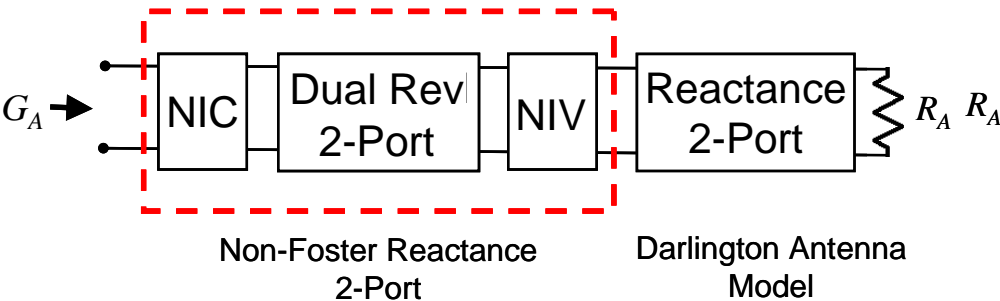 G_A
NIC
Dual Rev
2-Port
NIV
Reactance
2-Port
R_A R_A
Non-Foster Reactance
2-Port
Darlington Antenna
Model